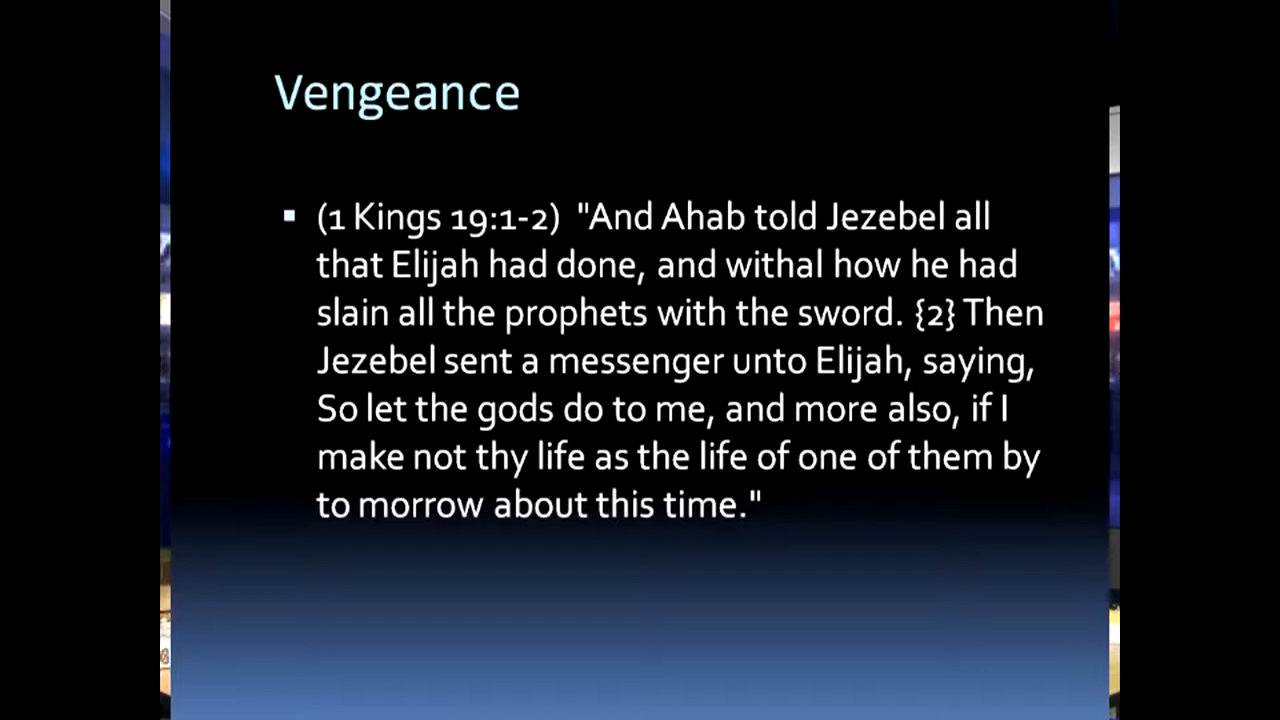 Vengeance
▪ (1 Kings 19:1-2) "And Ahab told Jezebel all
that Elijah had done, and withal how he had
slain all the prophets with the sword. {2} Then
Jezebel sent a messenger unto Elijah, saying,
So let the gods do to me, and more also, if I
make not thy life as the life of one of them by
to morrow about this time."